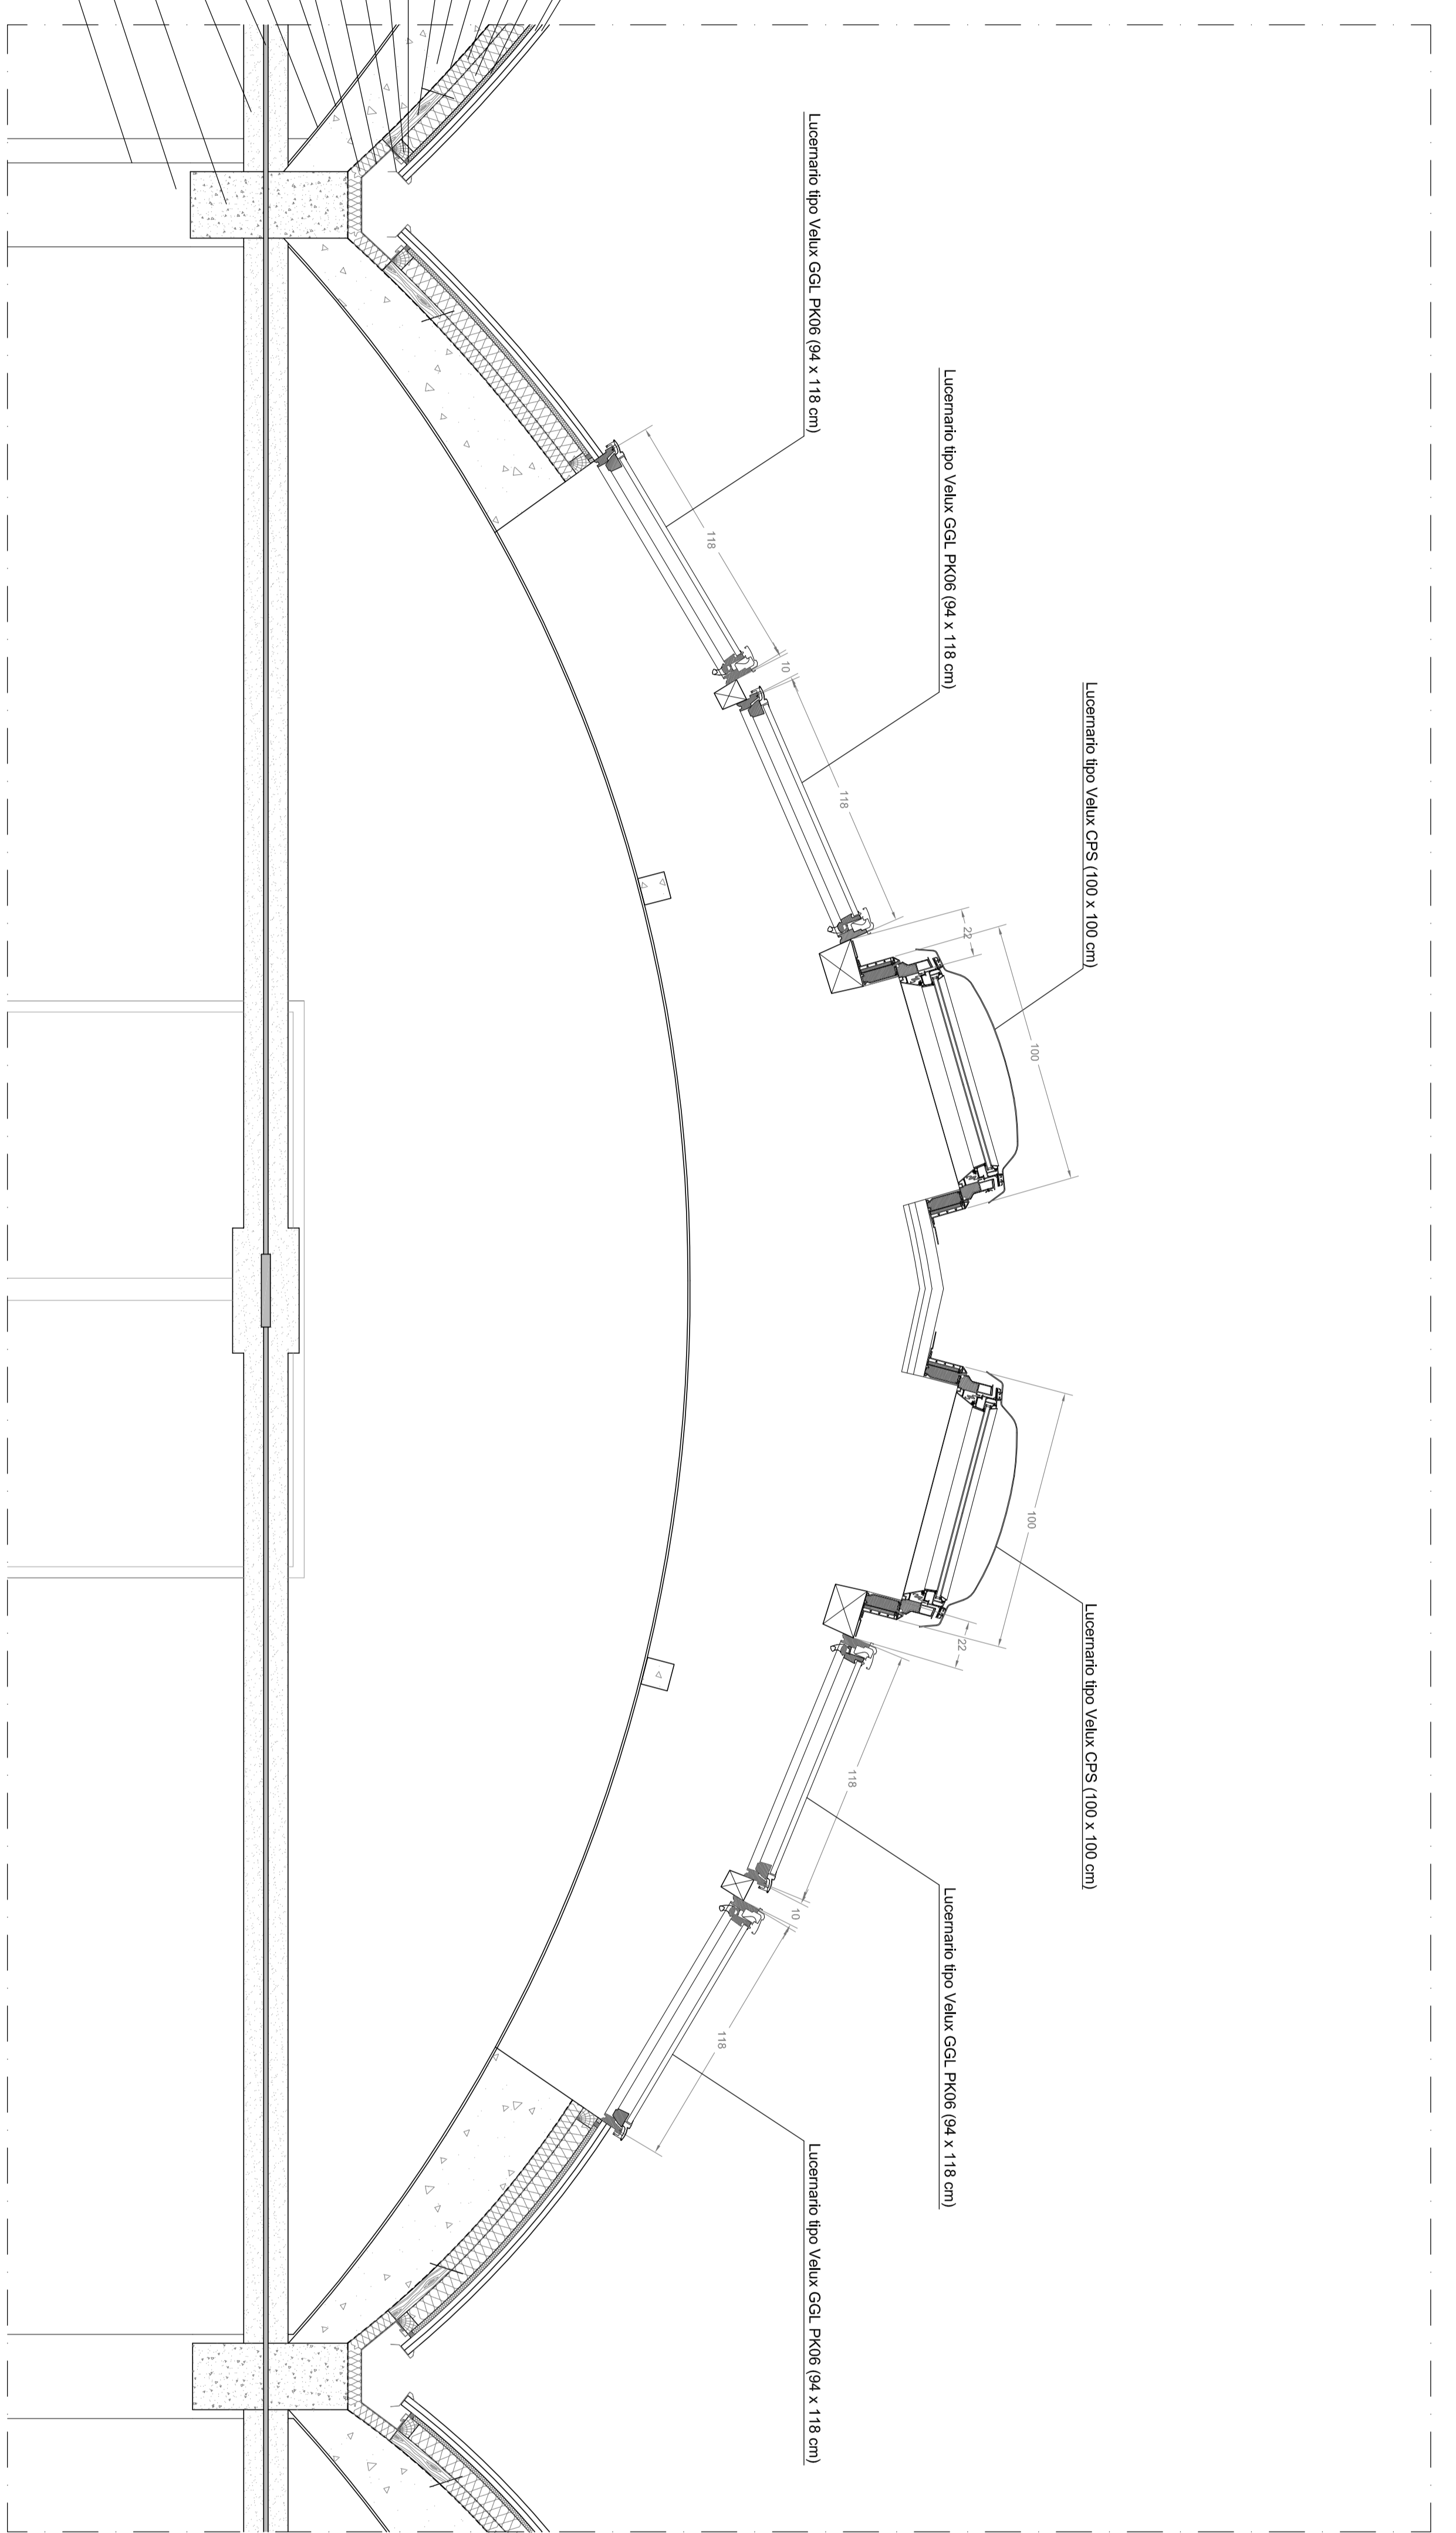 Lucernario tipo Velux GGL PK06 (94 x 118 cm)
Lucernario tipo Velux GGL PK06 (94 x 118 cm)
Lucernario tipo Velux CPS (100 x 100 cm)
Lucernario tipo Velux CPS (100 x 100 cm)
Lucernario tipo Velux GGL PK06 (94 x 118 cm)
Lucernario tipo Velux GGL PK06 (94 x 118 cm)
118
10
118
22
100
100
22
118
10
118